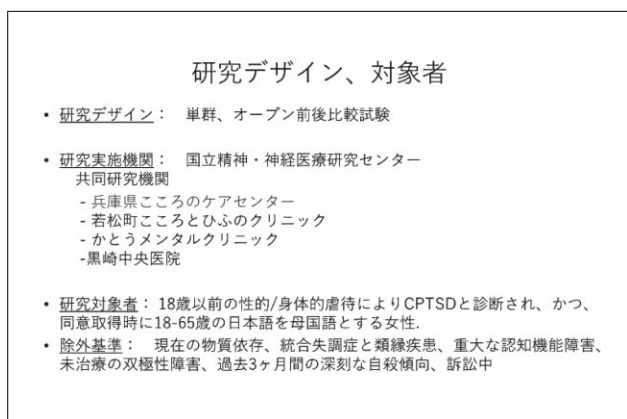 研究デザイン、対象者
• 研究デザイン： 単群、オープン前後比較試験
• 研究実施機関： 国立精神・神経医療研究センター
共同研究機関
- 兵庫県こころのケアセンター
- 若松町こころとひふのクリニック
- かとうメンタルクリニック
-黒崎中央医院
• 研究対象者： 18歳以前の性的/身体的虐待によりCPTSDと診断され、かつ、
同意取得時に18-65歳の日本語を母国語とする女性.
• 除外基準： 現在の物質依存、統合失調症と類縁疾患、重大な認知機能障害、
未治療の双極性障害、過去3ヶ月間の深刻な自殺傾向、訴訟中